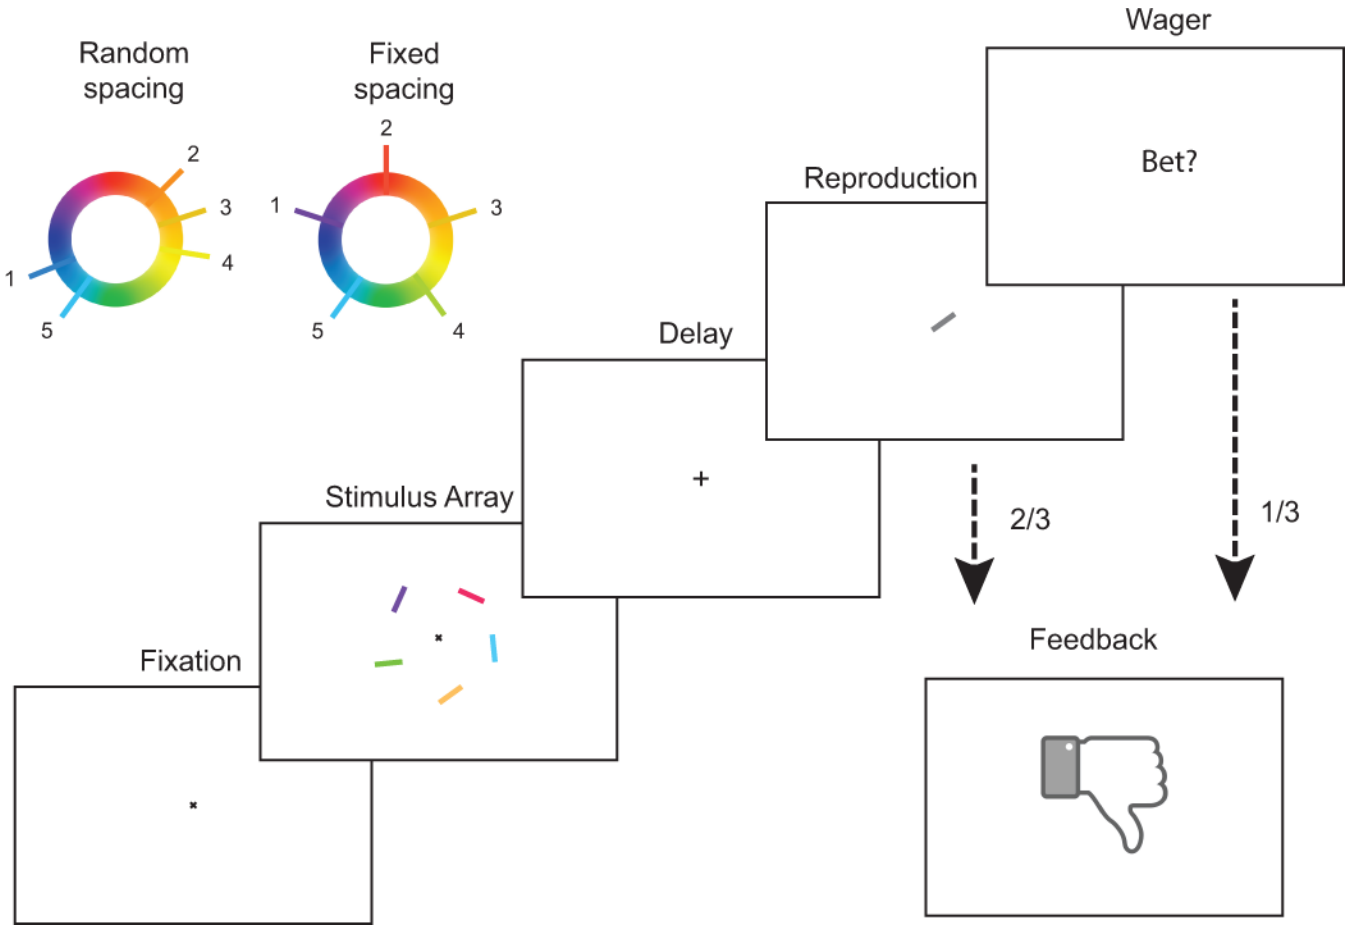 Random
spacing
2
3
4
1
5
Fixed
spacing
2
1
3
5
4
Wager
Bet?
Reproduction
Delay
Stimulus Array
Fixation
2/3
1/3
Feedback